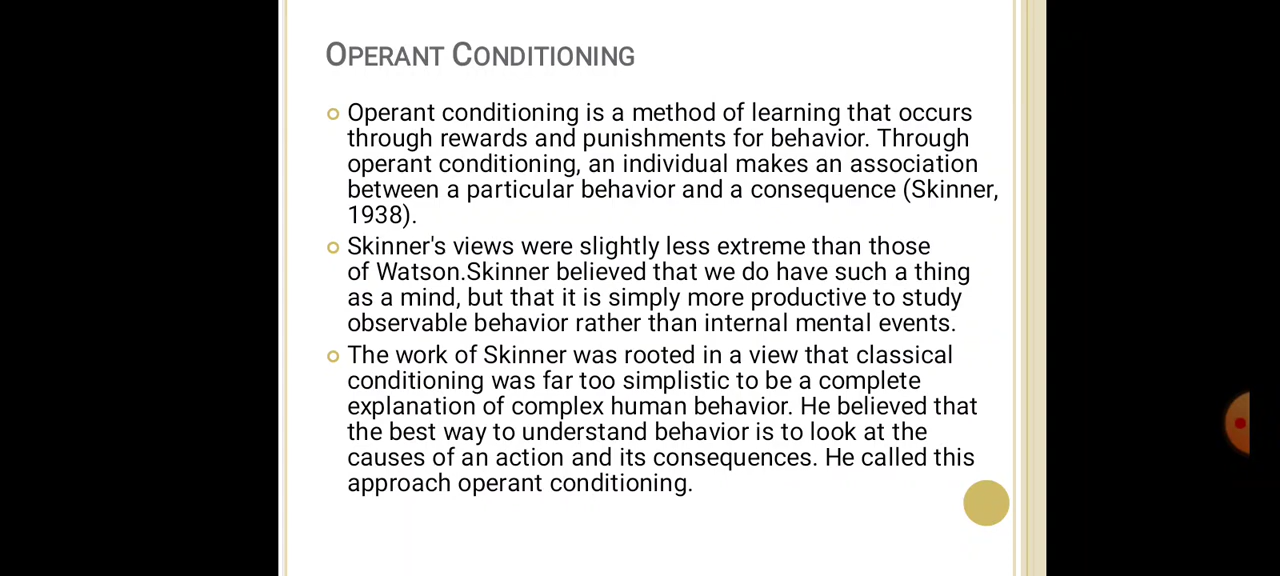 OPERANT CONDITIONING
Operant conditioning is a method of learning that occurs
through rewards and punishments for behavior. Through
operant conditioning, an individual makes an association
between a particular behavior and a consequence (Skinner,
1938).
Skinner's views were slightly less extreme than those
of Watson.Skinner believed that we do have such a thing
as a mind, but that it is simply more productive to study
observable behavior rather than internal mental events.
The work of Skinner was rooted in a view that classical
conditioning was far too simplistic to be a complete
explanation of complex human behavior. He believed that
the best way to understand behavior is to look at the
causes of an action and its consequences. He called this
approach operant conditioning.